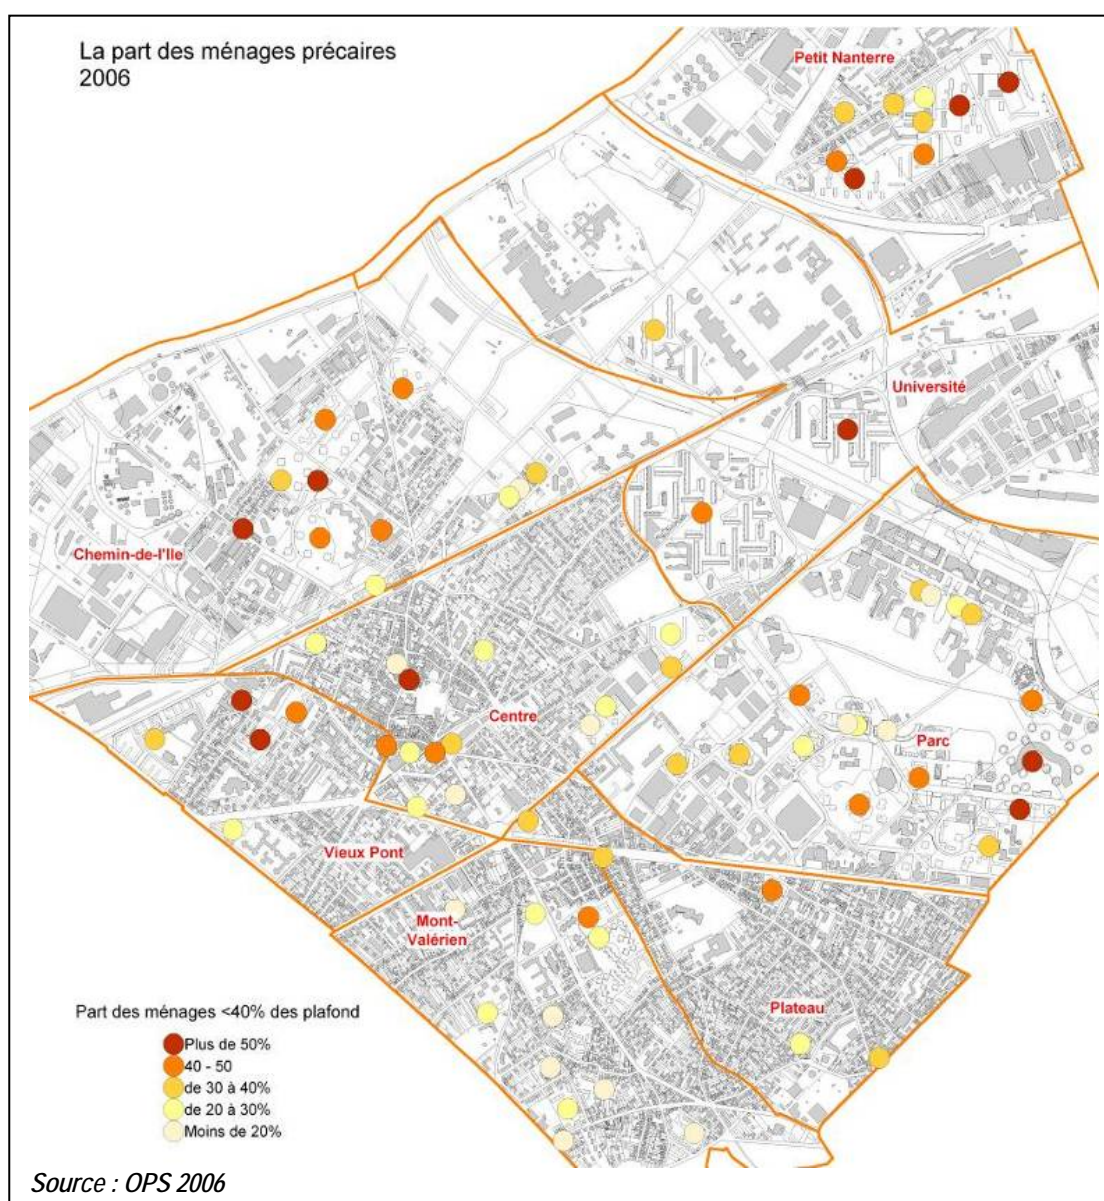 La part des ménages précaires
2006
Petit Nanterre
Université
Chemin-de-l'Ile
Centre
Parc
Vieux Pont
Mont-
Valérien
Plateau
Part des ménages <40% des plafond
Plus de 50%
40 - 50
de 30 à 40%
de 20 à 30%
Moins de 20%
Source : OPS 2006